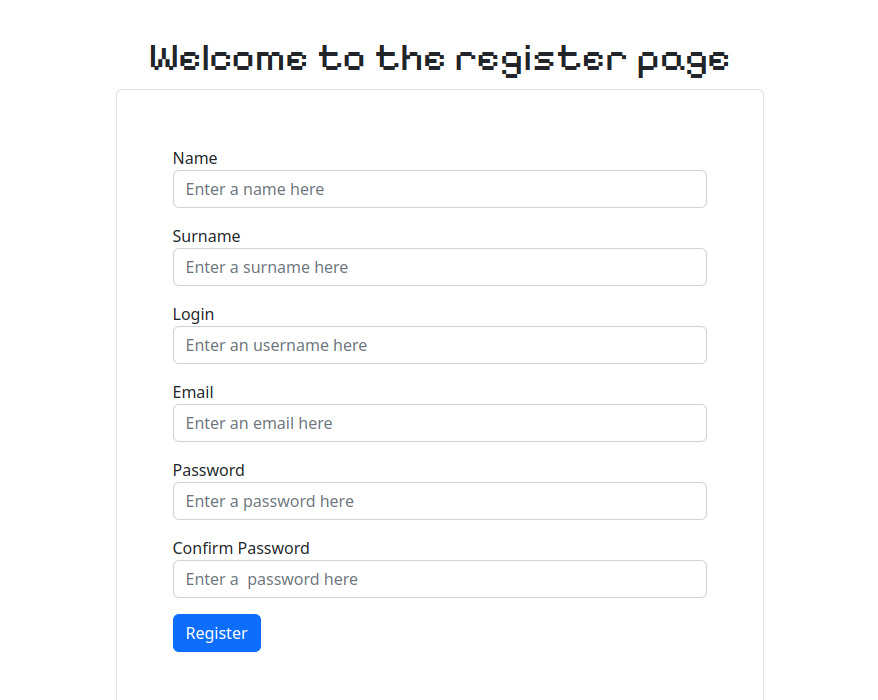 Welcome to the register page
Name
Enter a name here
Surname
Enter a surname here
Login
Enter an username here
Email
Enter an email here
Password
Enter a password here
Confirm Password
Enter a  password here
Register